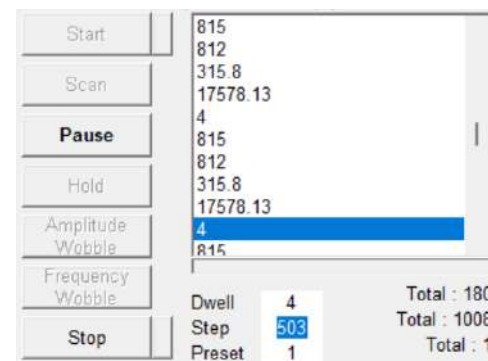 Start
Scan
Pause
Hold
Amplitude
Wobble
Frequency
Wobble
Stop
815
812
315.8
17578.13
4
815
812
315.8
17578.13
4
815
Dwell 4
Step 503
Preset 1
Total : 180
Total : 1008
Total : 1